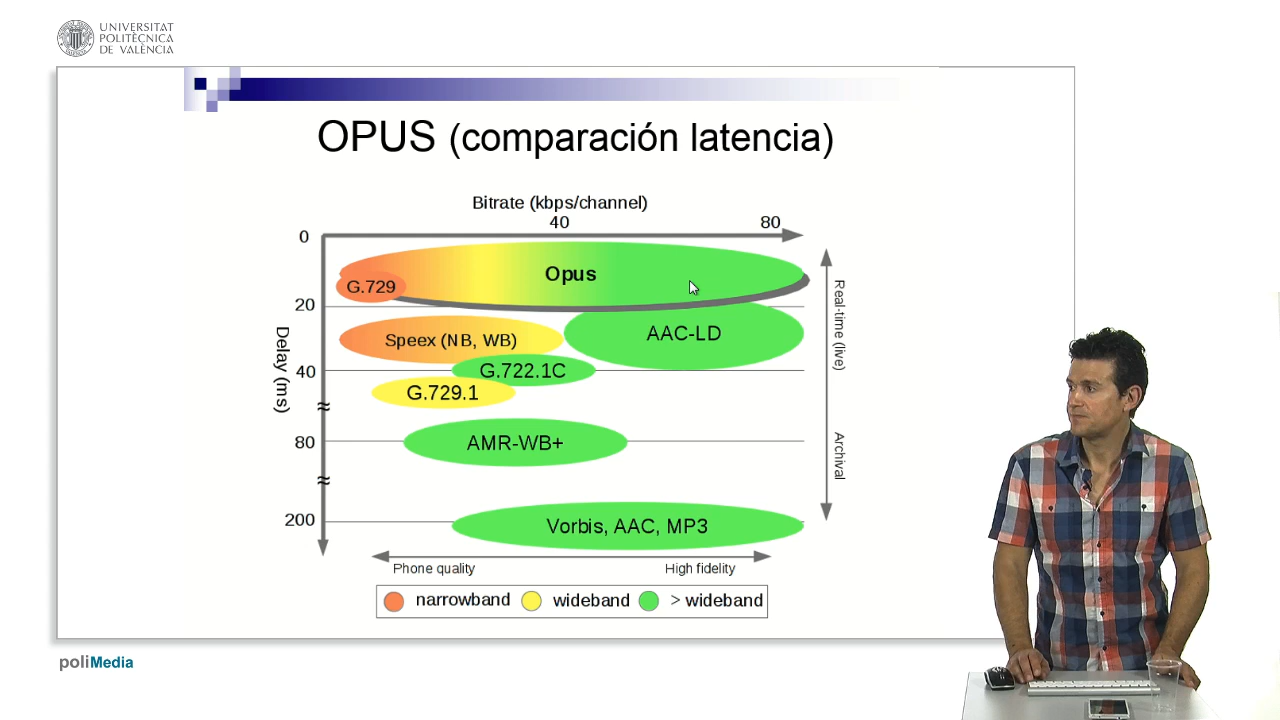 UNIVERSITAT
POLITÈCNICA
DE VALÈNCIA
OPUS (comparación latencia)
Bitrate (kbps/channel)
40
80
0
Opus
G.729
20
Speex (NB, WB)
AAC-LD
40
G.722.1C
G.729.1
80
AMR-WB+
200
Vorbis, AAC, MP3
Delay (ms)
Real-time (live)
Archival
Phone quality
High fidelity
narrowband
wideband
> wideband
poliMedia